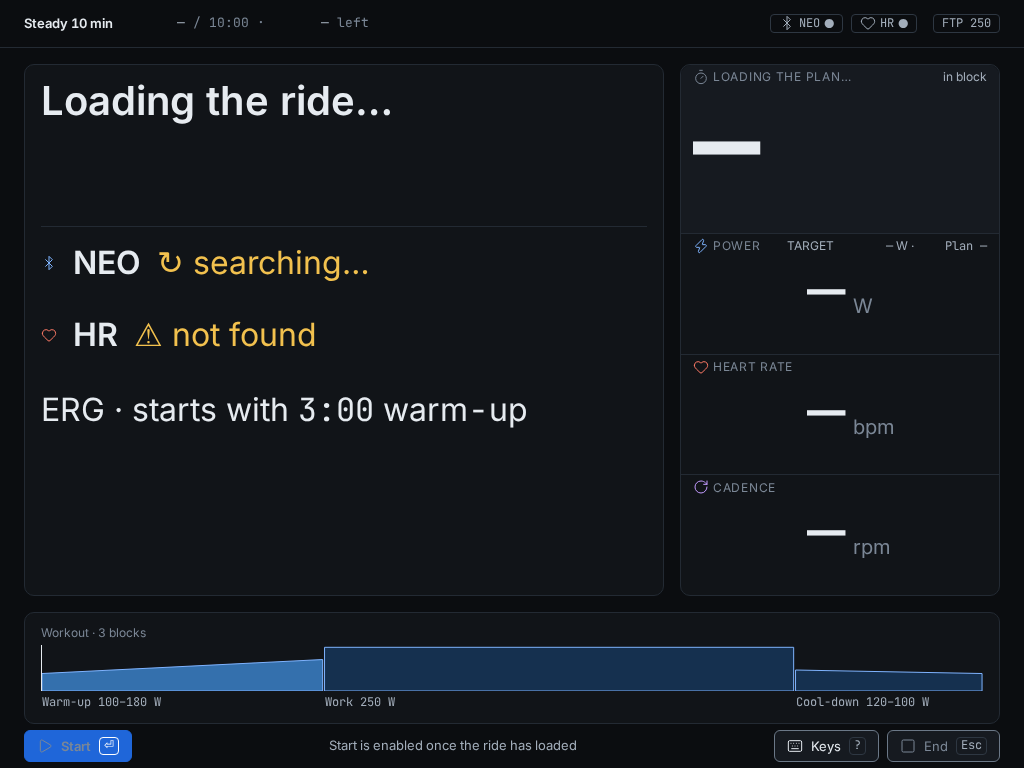 Steady 10 min – / 10:00 · – left NEO HR FTP 250
Loading the ride…
NEO ↻ searching…
HR ⚠ not found
ERG · starts with 3:00 warm-up
LOADING THE PLAN… in block
—
POWER TARGET – W · Plan –
— W
HEART RATE
— bpm
CADENCE
— rpm
Workout · 3 blocks
Warm-up 100–180 W Work 250 W Cool-down 120–100 W
Start ⏎ Start is enabled once the ride has loaded Keys ? End Esc